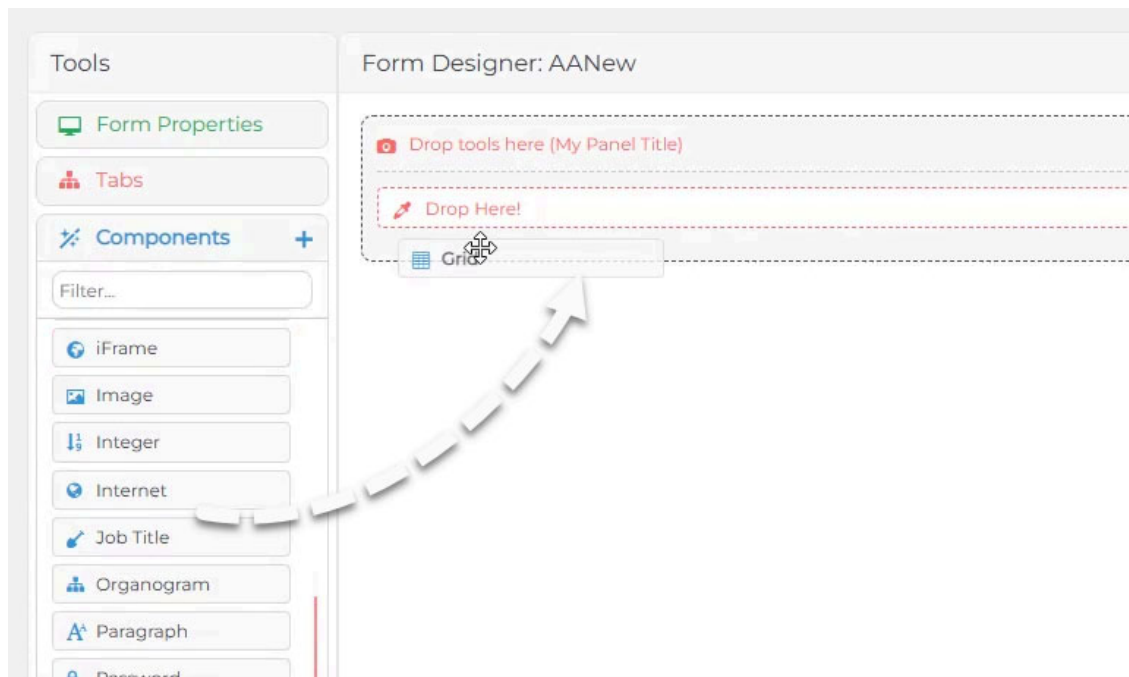 Tools
Form Designer: AANew
Form Properties
Drop tools here (My Panel Title)
Tabs
Drop Here!
Components
Grid
Filter...
iFrame
Image
Integer
Internet
Job Title
Organogram
Paragraph